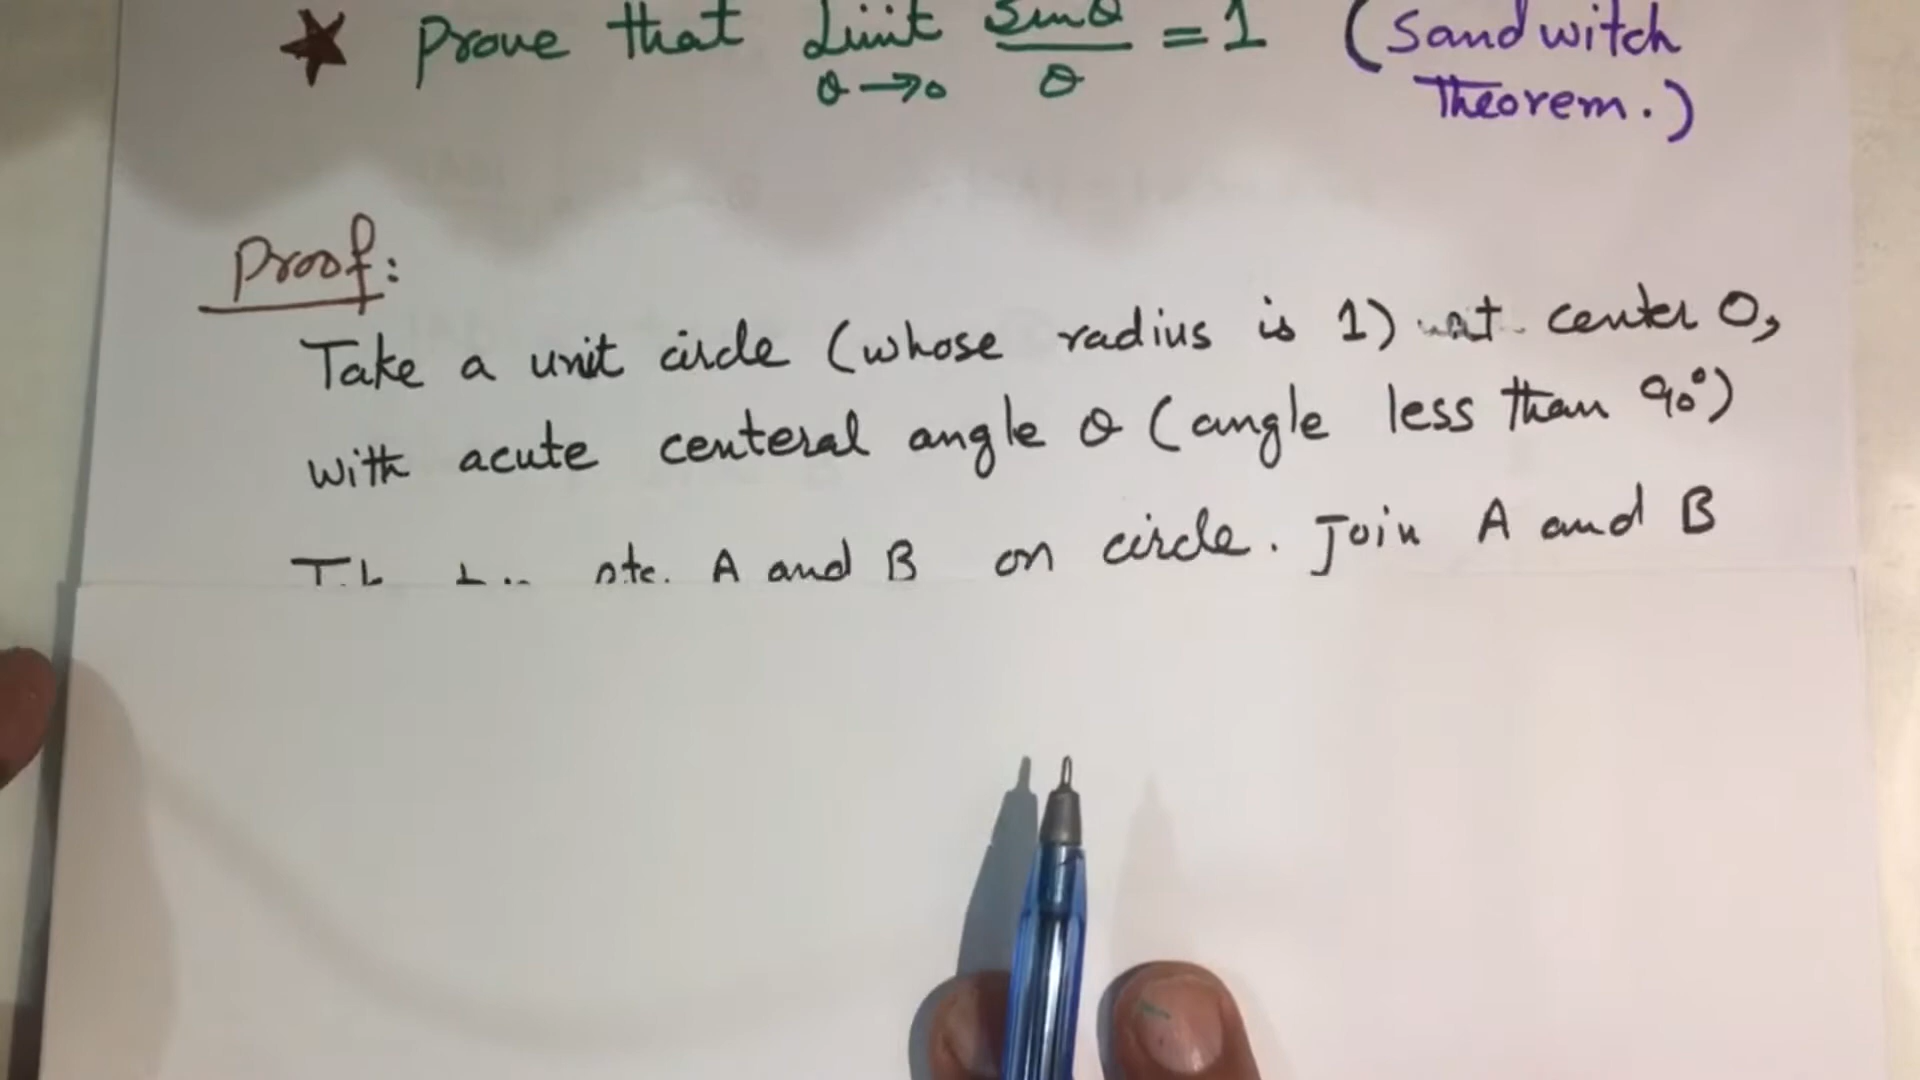 Prove that Limit sinθ/θ = 1 (Sandwitch
θ→0 Theorem.)
Proof:
Take a unit circle (whose radius is 1) at center O,
with acute centeral angle θ (angle less than 90°)
pts. A and B on circle. Join A and B